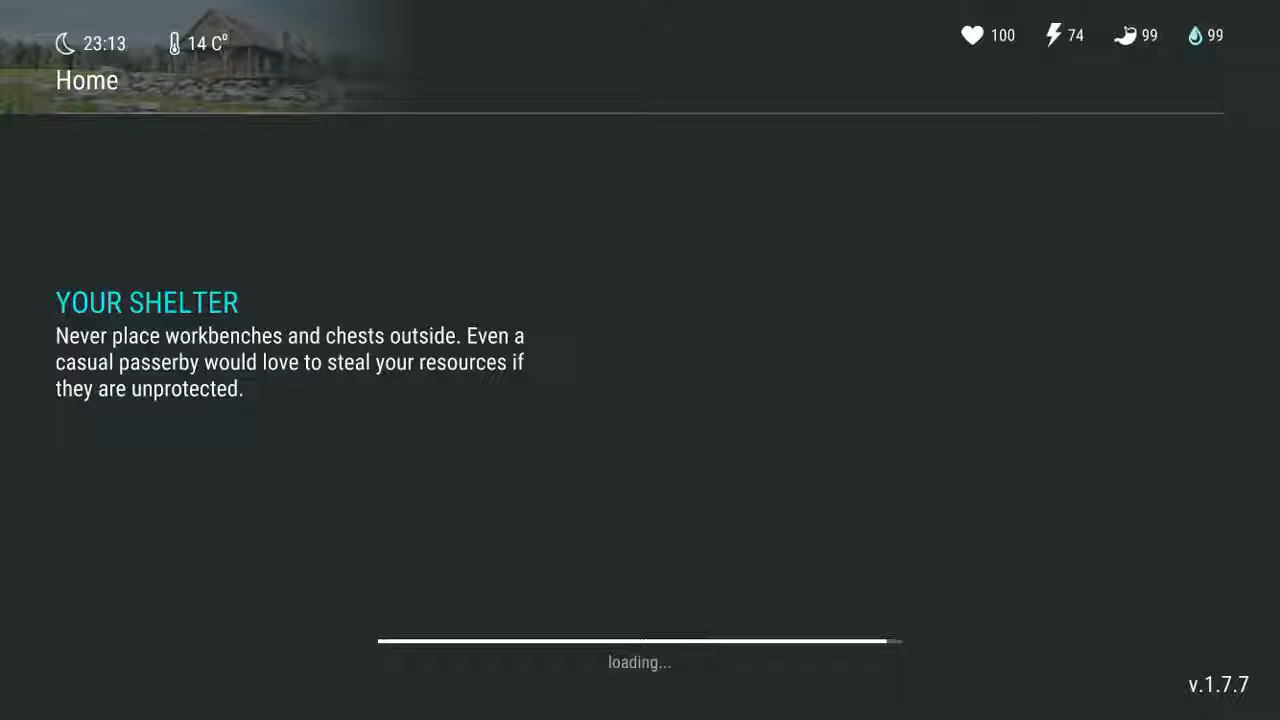 23:13 14 C° 100 74 99 99
Home
YOUR SHELTER
Never place workbenches and chests outside. Even a
casual passerby would love to steal your resources if
they are unprotected.
loading...
v.1.7.7